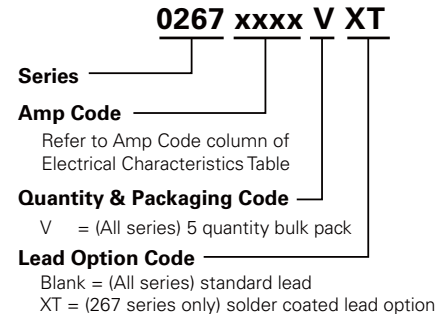 0267 xxxx V XT
Series
Amp Code
Refer to Amp Code column of
Electrical Characteristics Table
Quantity & Packaging Code
V = (All series) 5 quantity bulk pack
Lead Option Code
Blank = (All series) standard lead
XT = (267 series only) solder coated lead option